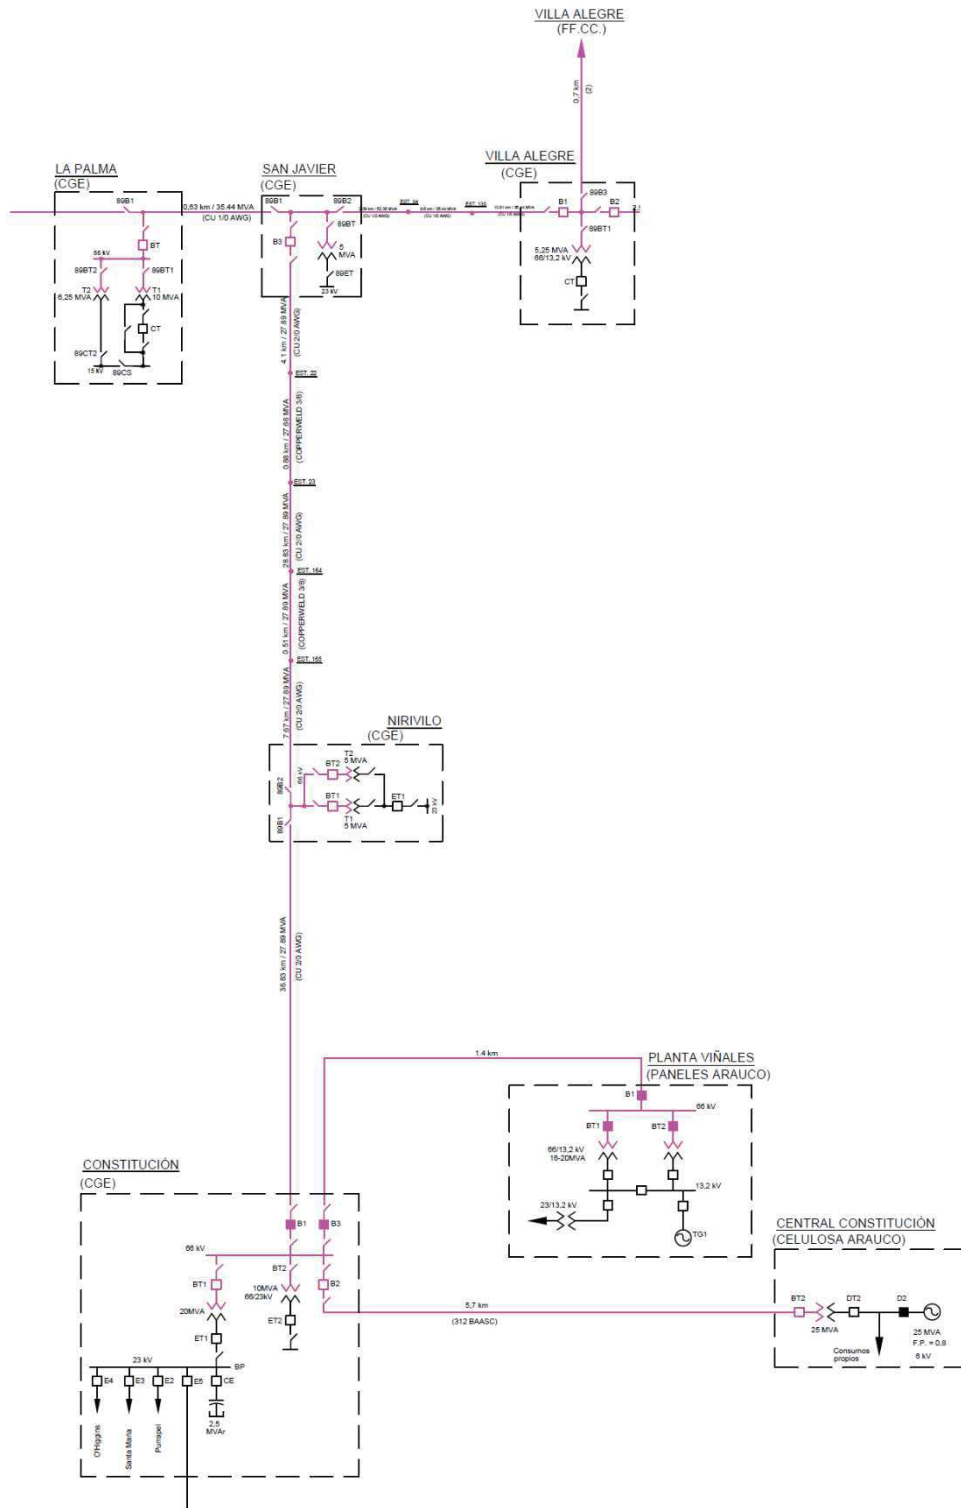 VILLA ALEGRE
(FF.CC.)
0,7 km
(2)
LA PALMA
(CGE)
89B1
BT
66 kV
89BT2
89BT1
T2
6,25 MVA
T1
10 MVA
CT
89CT2
15 kV
89CS
0,63 km / 35.44 MVA
(CU 1/0 AWG)
SAN JAVIER
(CGE)
89B1
89B2
B3
89BT
5
MVA
89ET
23 kV
EST. 132
VILLA ALEGRE
(CGE)
89B3
B1
B2
89BT1
5,25 MVA
66/13,2 kV
CT
4.1 km / 27.89 MVA
(CU 2/0 AWG)
EST. 22
0.88 km / 27.66 MVA
(COPPERWELD 3/8)
EST. 23
28.83 km / 27.89 MVA
(CU 2/0 AWG)
EST. 164
0.51 km / 27.89 MVA
(COPPERWELD 3/8)
EST. 165
7.67 km / 27.89 MVA
(CU 2/0 AWG)
NIRIVILO
(CGE)
89B2
89B1
66 kV
T2
5 MVA
BT2
BT1
T1
5 MVA
ET1
23 kV
36.83 km / 27.89 MVA
(CU 2/0 AWG)
1.4 km
PLANTA VIÑALES
(PANELES ARAUCO)
B1
66 kV
BT1
BT2
66/13,2 kV
16-20MVA
13,2 kV
23/13,2 kV
TG1
CONSTITUCIÓN
(CGE)
B1
B3
66 kV
BT1
BT2
B2
20MVA
10MVA
66/23kV
ET1
ET2
23 kV
BP
E4
E3
E2
E5
CE
O'Higgins
Santa María
Purrapel
2,5
MVAr
5,7 km
(312 BAASC)
CENTRAL CONSTITUCIÓN
(CELULOSA ARAUCO)
BT2
25 MVA
DT2
D2
Consumos
propios
25 MVA
F.P. = 0,8
6 kV